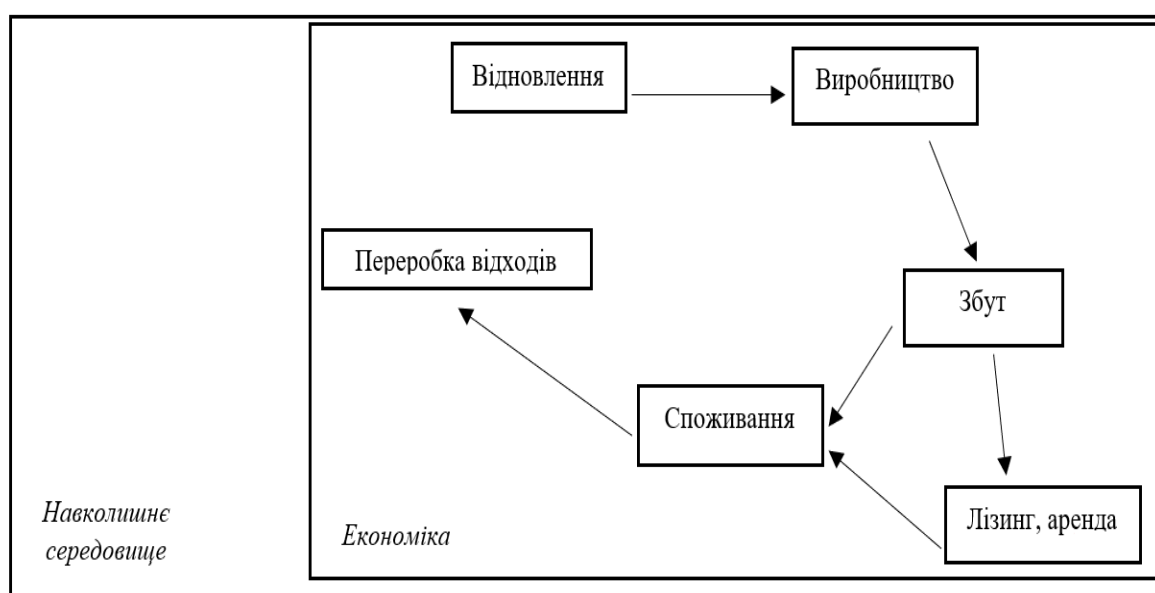 Відновлення
Виробництво
Переробка відходів
Збут
Споживання
Лізинг, аренда
Навколишнє
середовище
Економіка